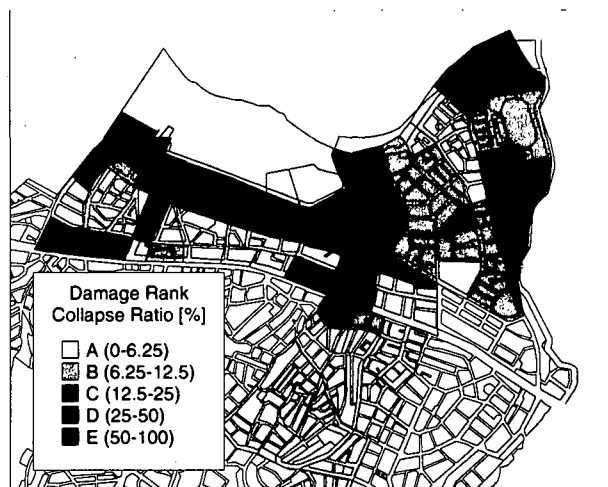 Damage Rank
Collapse Ratio [%]
A (0-6.25)
B (6.25-12.5)
C (12.5-25)
D (25-50)
E (50-100)